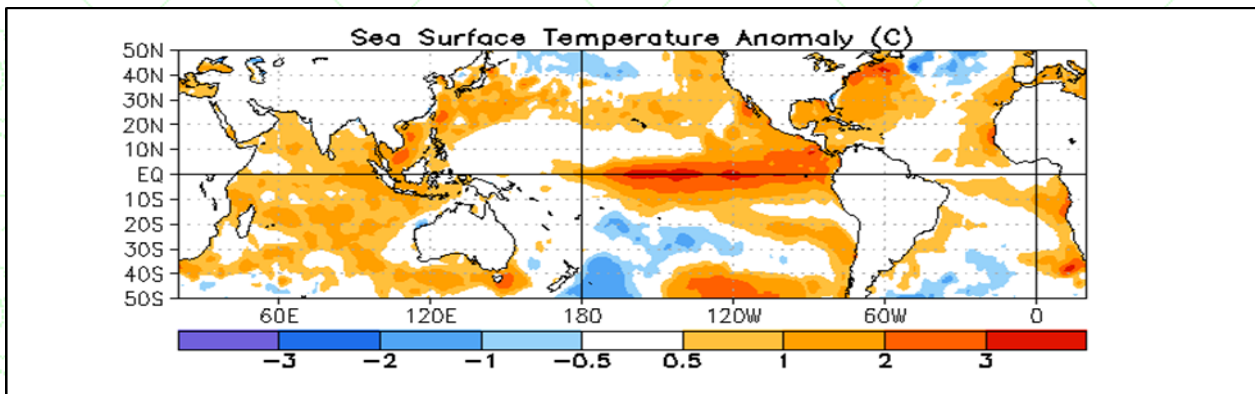 Sea Surface Temperature Anomaly (C)
50N
40N
30N
20N
10N
EQ
10S
20S
30S
40S
50S
60E 120E 180 120W 60W 0
-3 -2 -1 -0.5 0.5 1 2 3